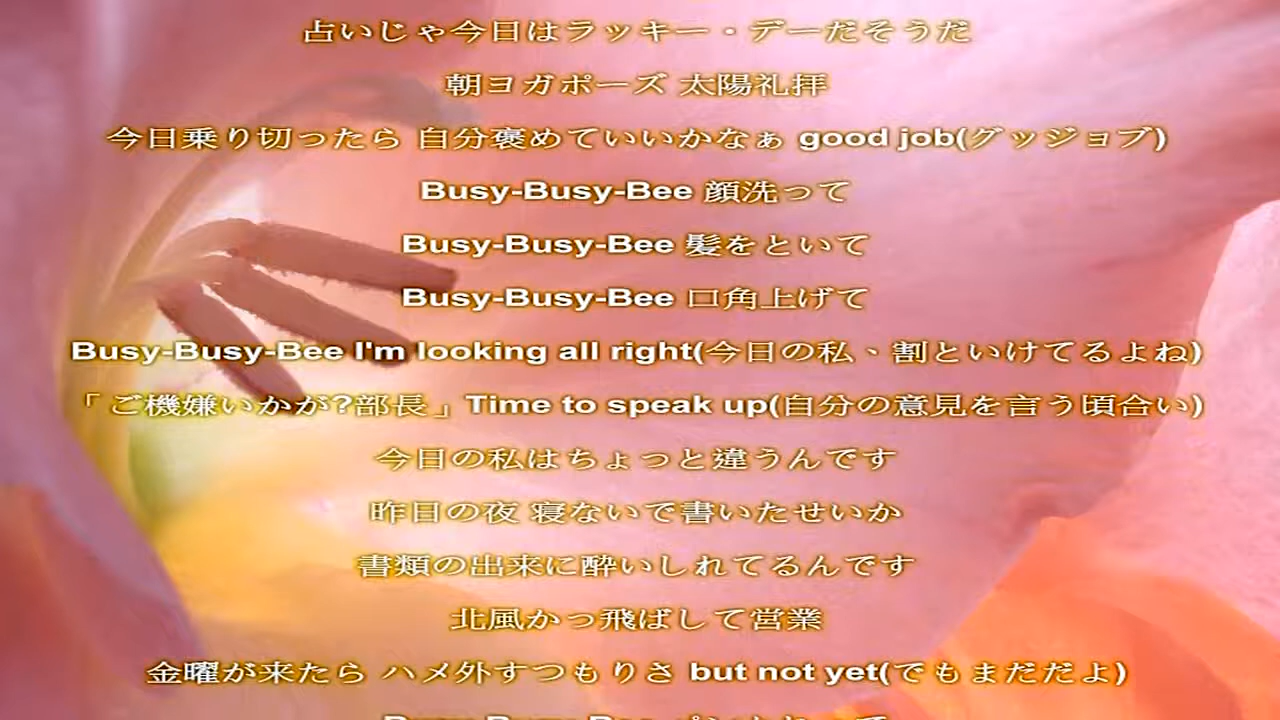 占いじゃ今日はラッキー・デーだそうだ
朝ヨガポーズ 太陽礼拝
今日乗り切ったら 自分褒めていいかなぁ good job(グッジョブ)
Busy-Busy-Bee 顔洗って
Busy-Busy-Bee 髪をといて
Busy-Busy-Bee 口角上げて
Busy-Busy-Bee I'm looking all right(今日の私、割といけてるよね)
「ご機嫌いかが?部長」Time to speak up(自分の意見を言う頃合い)
今日の私はちょっと違うんです
昨日の夜 寝ないで書いたせいか
書類の出来に酔いしれてるんです
北風かっ飛ばして営業
金曜が来たら ハメ外すつもりさ but not yet(でもまだだよ)